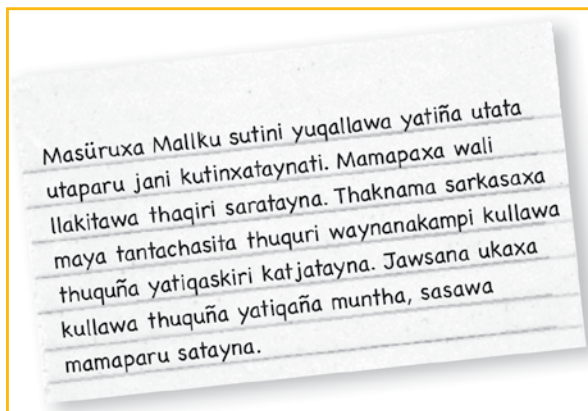 Masüruxa Mallku sutini yuqallawa yatiña utata
utaparu jani kutinxataynati. Mamapaxa wali
llakitawa thaqiri saratayna. Thaknama sarkasaxa
maya tantachasita thuquri waynanakampi kullawa
thuquña yatiqaskiri katjatayna. Jawsana ukaxa
kullawa thuquña yatiqaña muntha, sasawa
mamaparu satayna.